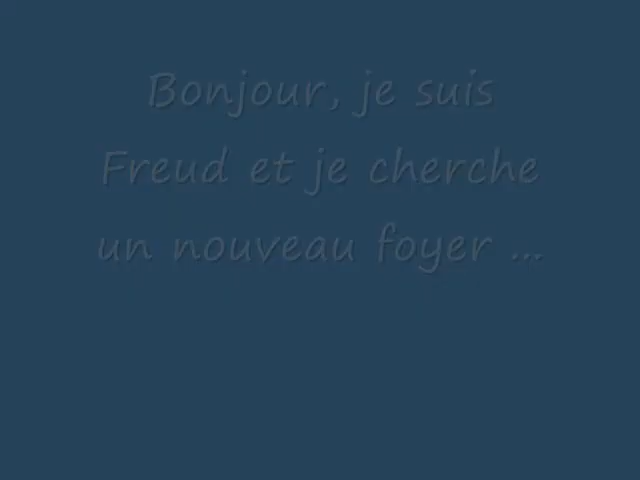 Bonjour, je suis
Freud et je cherche
un nouveau foyer ...